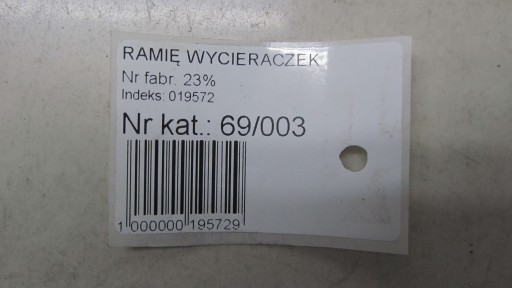 RAMIĘ WYCIERACZEK
Nr fabr. 23%
Indeks: 019572
Nr kat.: 69/003
1 000000 195729